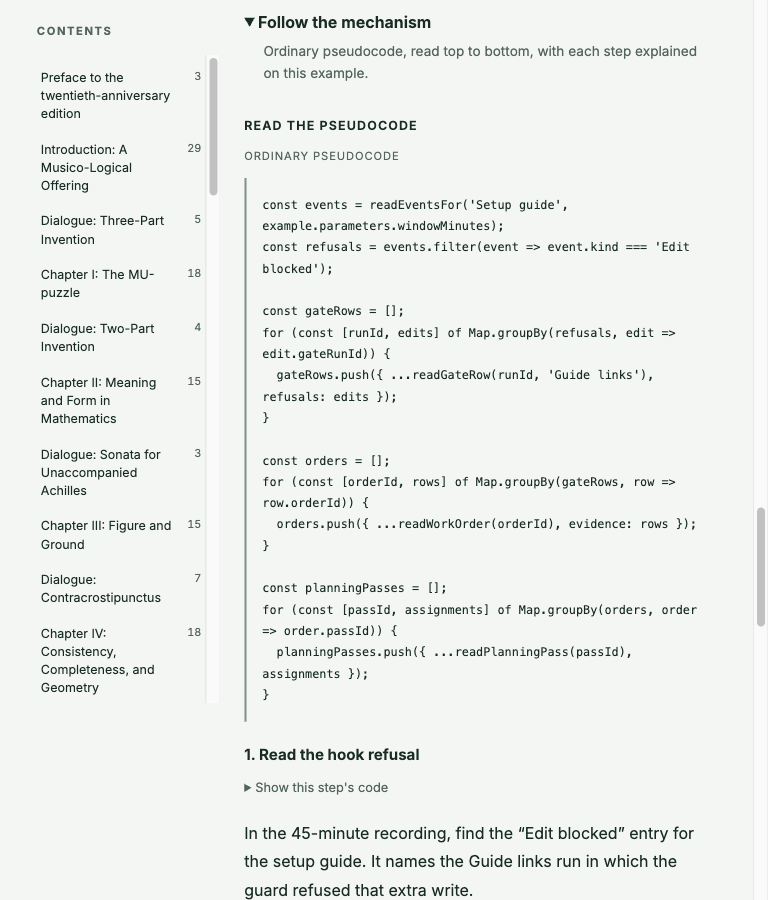 CONTENTS
Preface to the 3
twentieth-anniversary
edition
Introduction: A 29
Musico-Logical
Offering
Dialogue: Three-Part 5
Invention
Chapter I: The MU- 18
puzzle
Dialogue: Two-Part 4
Invention
Chapter II: Meaning 15
and Form in
Mathematics
Dialogue: Sonata for 3
Unaccompanied
Achilles
Chapter III: Figure and 15
Ground
Dialogue: 7
Contracrostipunctus
Chapter IV: 18
Consistency,
Completeness, and
Geometry
▼ Follow the mechanism
Ordinary pseudocode, read top to bottom, with each step explained
on this example.
READ THE PSEUDOCODE
ORDINARY PSEUDOCODE
const events = readEventsFor('Setup guide',
example.parameters.windowMinutes);
const refusals = events.filter(event => event.kind === 'Edit
blocked');
const gateRows = [];
for (const [runId, edits] of Map.groupBy(refusals, edit =>
edit.gateRunId)) {
  gateRows.push({ ...readGateRow(runId, 'Guide links'),
refusals: edits });
}
const orders = [];
for (const [orderId, rows] of Map.groupBy(gateRows, row =>
row.orderId)) {
  orders.push({ ...readWorkOrder(orderId), evidence: rows });
}
const planningPasses = [];
for (const [passId, assignments] of Map.groupBy(orders, order
=> order.passId)) {
  planningPasses.push({ ...readPlanningPass(passId),
assignments });
}
1. Read the hook refusal
▶ Show this step's code
In the 45-minute recording, find the “Edit blocked” entry for
the setup guide. It names the Guide links run in which the
guard refused that extra write.